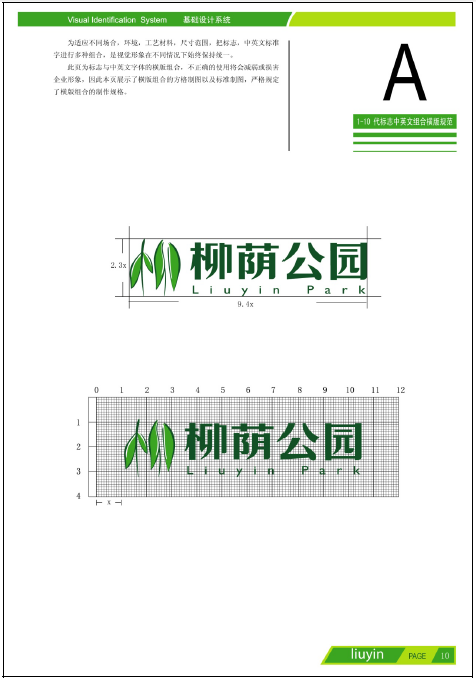 Visual Identification System 基础设计系统
为适应不同场合，环境，工艺材料，尺寸范围，把标志、中英文标准
字进行多种组合，是视觉形象在不同情况下始终保持统一。
此页为标志与中英文字体的横版组合，不正确的使用将会减弱或损害
企业形象，因此本页展示了横版组合的方格制图以及标准制图，严格规定
了横版组合的制作规格。
A
1-10 代标志中英文组合横版规范
2.3x
柳荫公园
Liuyin Park
9.4x
0 1 2 3 4 5 6 7 8 9 10 11 12
1
2
3
4
柳荫公园
Liuyin Park
x
liuyin PAGE 10